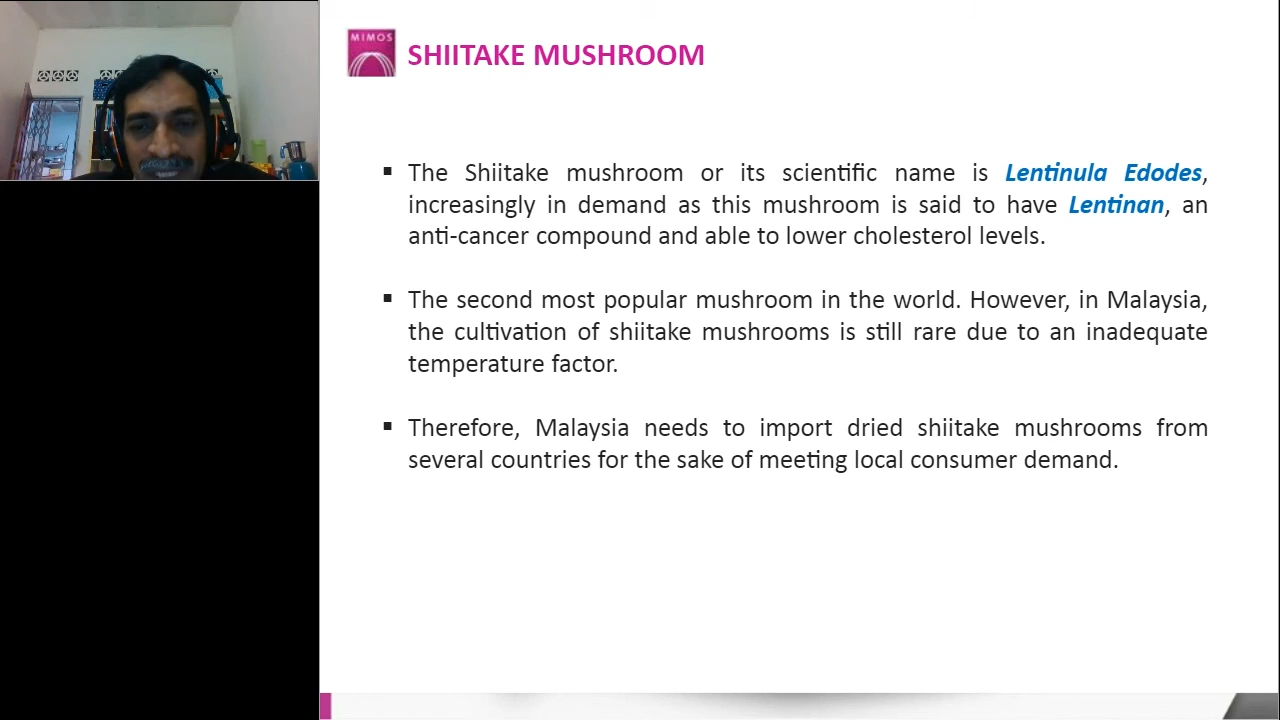 MIMOS
SHIITAKE MUSHROOM
▪ The Shiitake mushroom or its scientific name is Lentinula Edodes,
increasingly in demand as this mushroom is said to have Lentinan, an
anti-cancer compound and able to lower cholesterol levels.
▪ The second most popular mushroom in the world. However, in Malaysia,
the cultivation of shiitake mushrooms is still rare due to an inadequate
temperature factor.
▪ Therefore, Malaysia needs to import dried shiitake mushrooms from
several countries for the sake of meeting local consumer demand.